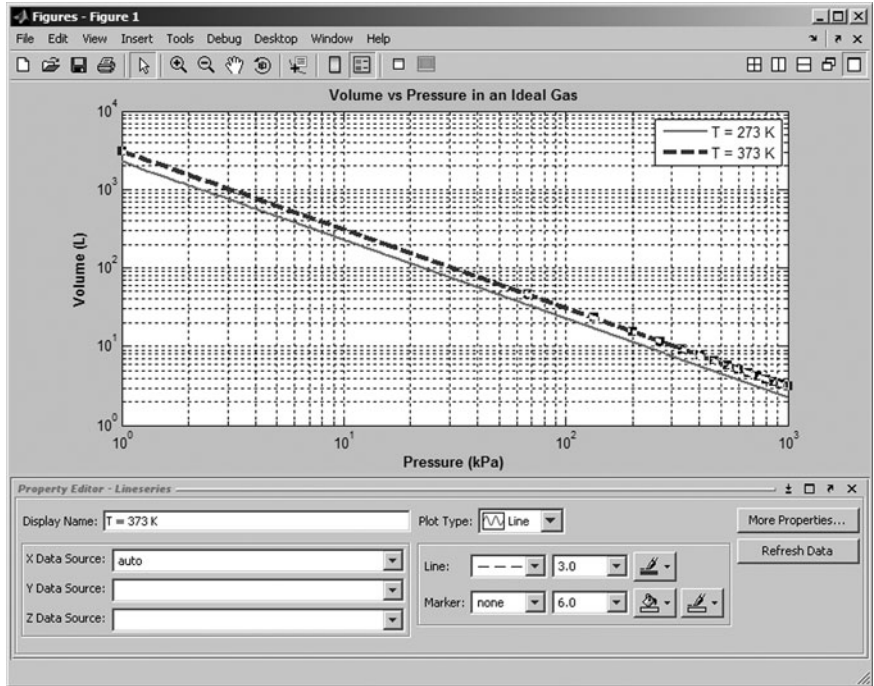 Figures - Figure 1
File Edit View Insert Tools Debug Desktop Window Help
Volume vs Pressure in an Ideal Gas
T = 273 K
T = 373 K
Volume (L)
10^4
10^3
10^2
10^1
10^0
10^0 10^1 10^2 10^3
Pressure (kPa)
Property Editor - Lineseries
Display Name: T = 373 K Plot Type: Line More Properties...
X Data Source: auto Line: 3.0 Refresh Data
Y Data Source: Marker: none 6.0
Z Data Source: